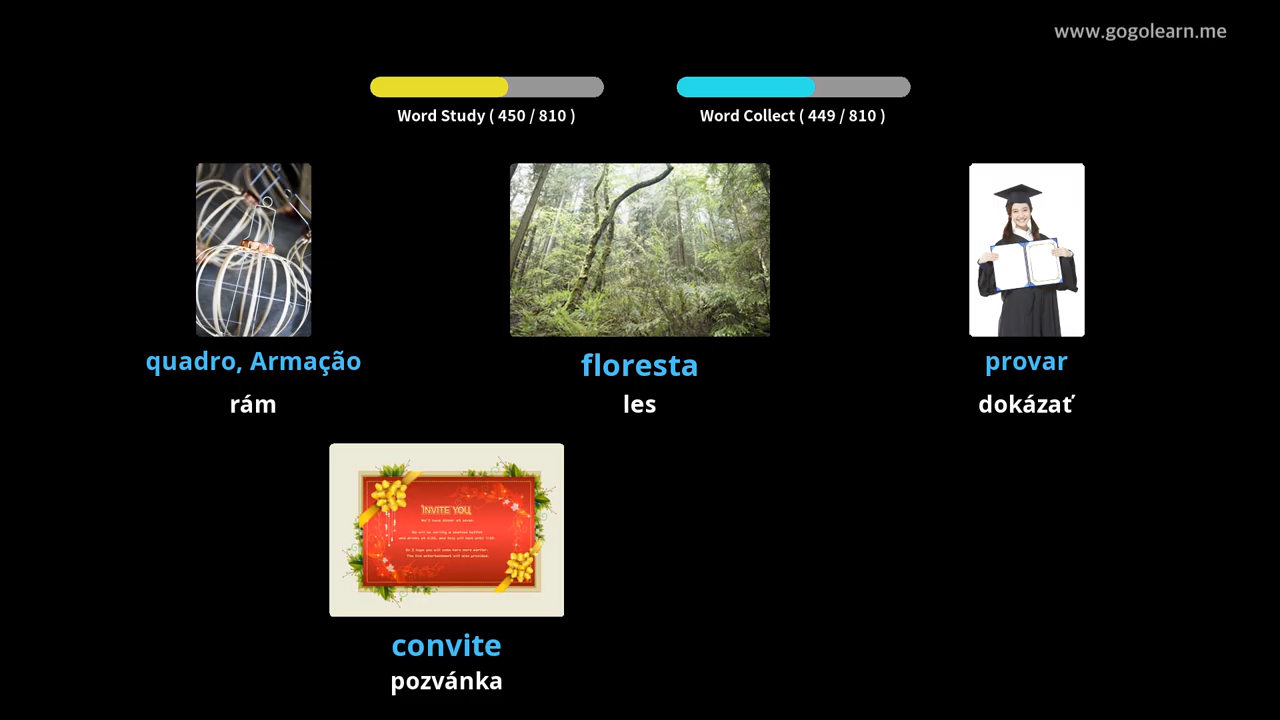 www.gogolearn.me
Word Study ( 450 / 810 )
Word Collect ( 449 / 810 )
quadro, Armação
rám
floresta
les
provar
dokázať
INVITE YOU
convite
pozvánka